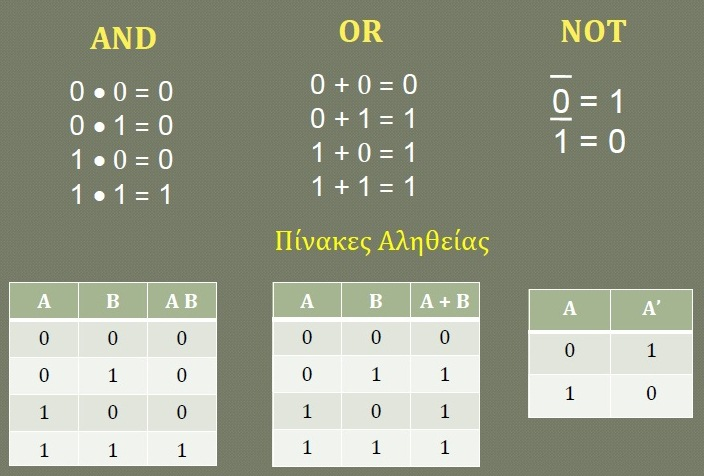 AND
0 • 0 = 0
0 • 1 = 0
1 • 0 = 0
1 • 1 = 1
OR
0 + 0 = 0
0 + 1 = 1
1 + 0 = 1
1 + 1 = 1
NOT
0̅ = 1
1̅ = 0
Πίνακες Αληθείας
A B A B
0 0 0
0 1 0
1 0 0
1 1 1
A B A + B
0 0 0
0 1 1
1 0 1
1 1 1
A A′
0 1
1 0